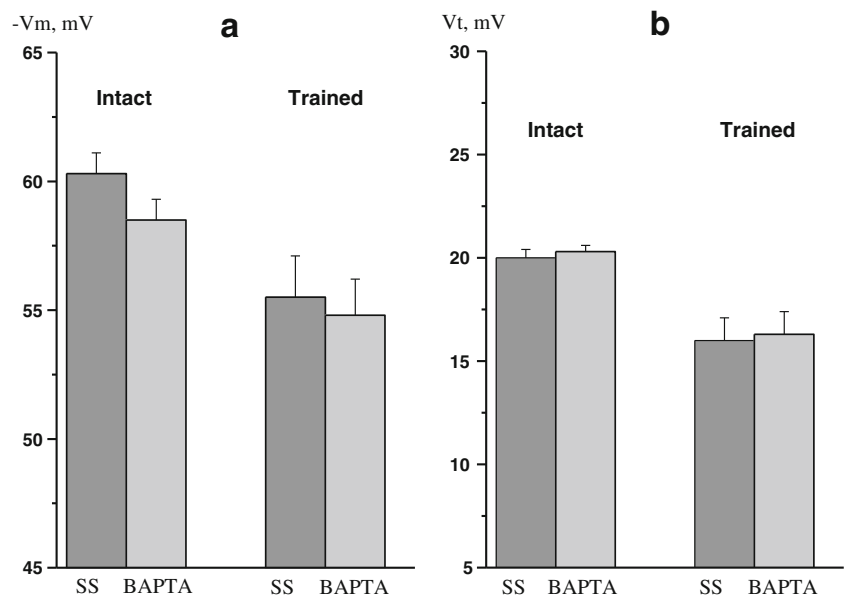 -Vm, mV
a
65
Intact
Trained
60
55
50
45
SS BAPTA
SS BAPTA
Vt, mV
b
30
Intact
Trained
25
20
15
10
5
SS BAPTA
SS BAPTA